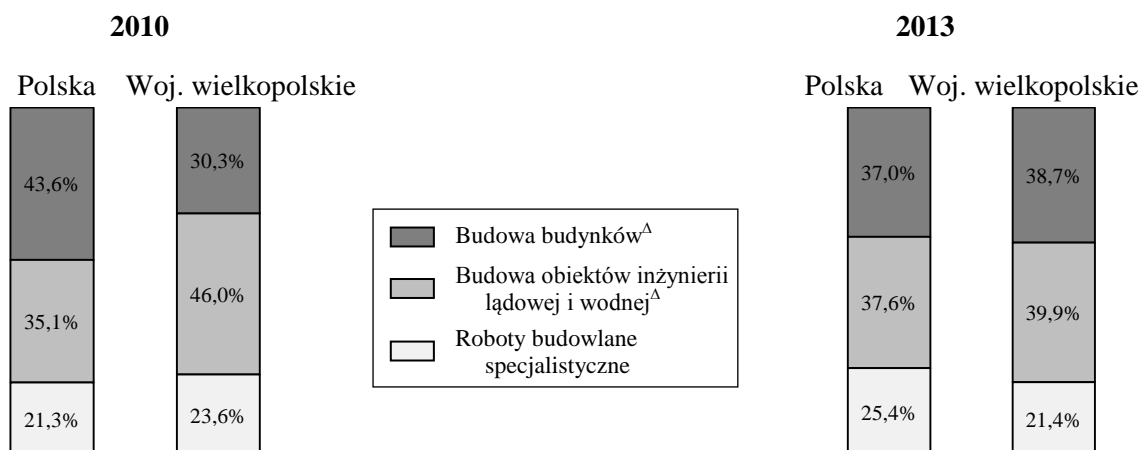 2010
2013
Polska
Woj. wielkopolskie
Polska
Woj. wielkopolskie
43,6%
30,3%
37,0%
38,7%
35,1%
46,0%
37,6%
39,9%
21,3%
23,6%
25,4%
21,4%
Budowa budynków^Δ
Budowa obiektów inżynierii
lądowej i wodnej^Δ
Roboty budowlane
specjalistyczne